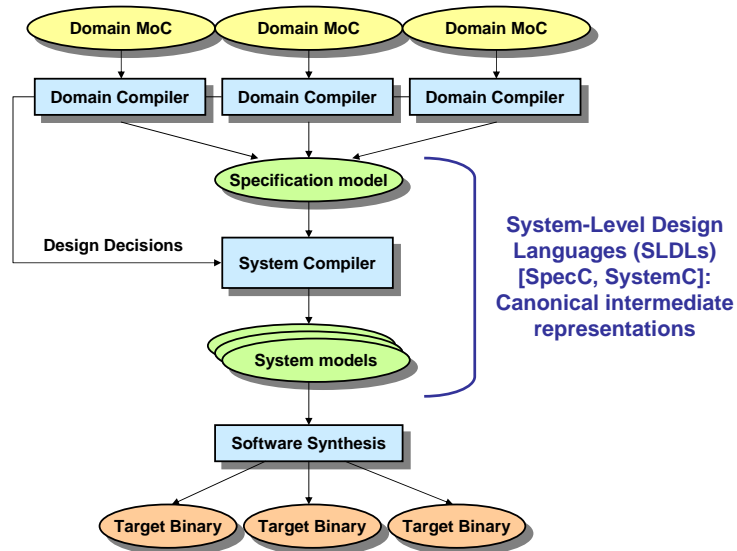 Domain MoC
Domain MoC
Domain MoC
Domain Compiler
Domain Compiler
Domain Compiler
Specification model
Design Decisions
System Compiler
System-Level Design
Languages (SLDLs)
[SpecC, SystemC]:
Canonical intermediate
representations
System models
Software Synthesis
Target Binary
Target Binary
Target Binary